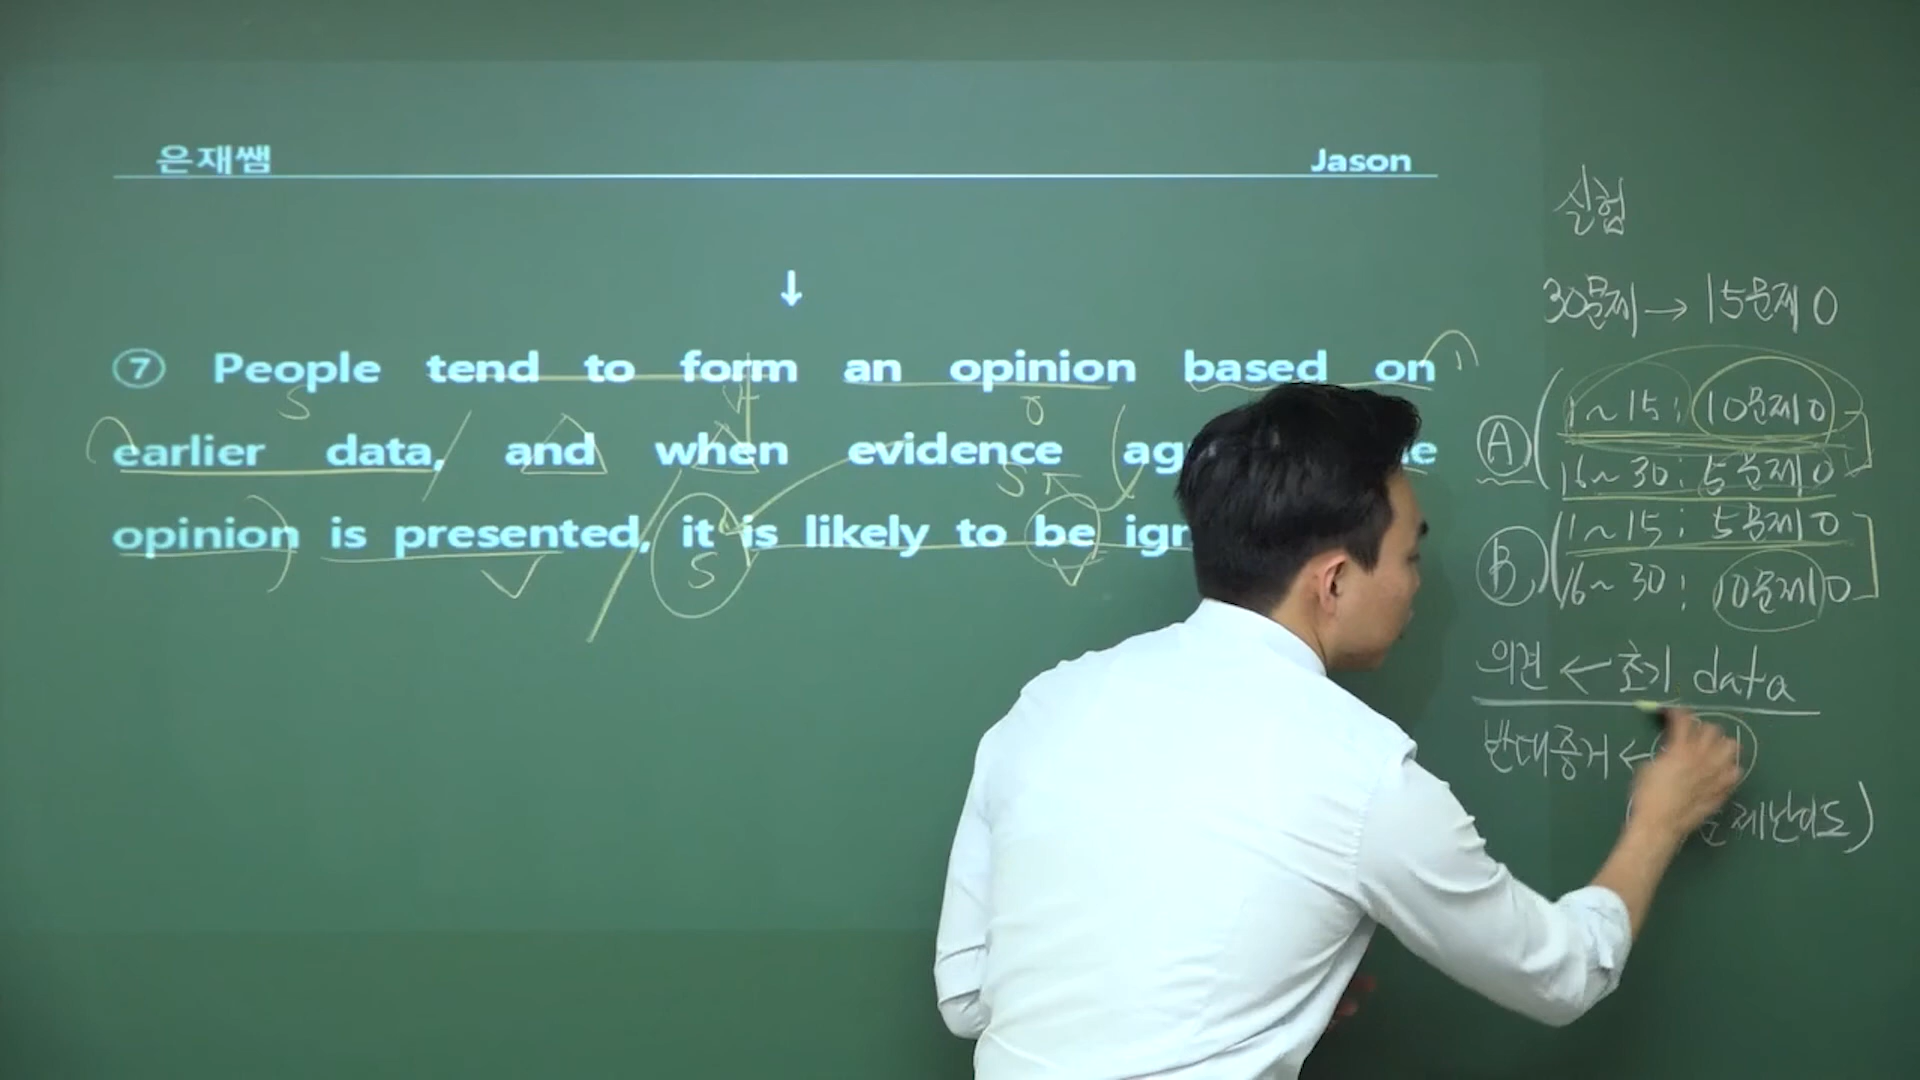 은재쌤 Jason
↓
⑦ People tend to form an opinion based on
earlier data, and when evidence
opinion is presented, it is likely to be
S V O
S
S V
실험
30문제 → 15문제 O
Ⓐ 1~15 : 10문제 O
16~30 : 5문제 O
Ⓑ 1~15 : 5문제 O
16~30 : 10문제 O
의견 ← 초기 data
반대증거 ←
난이도)